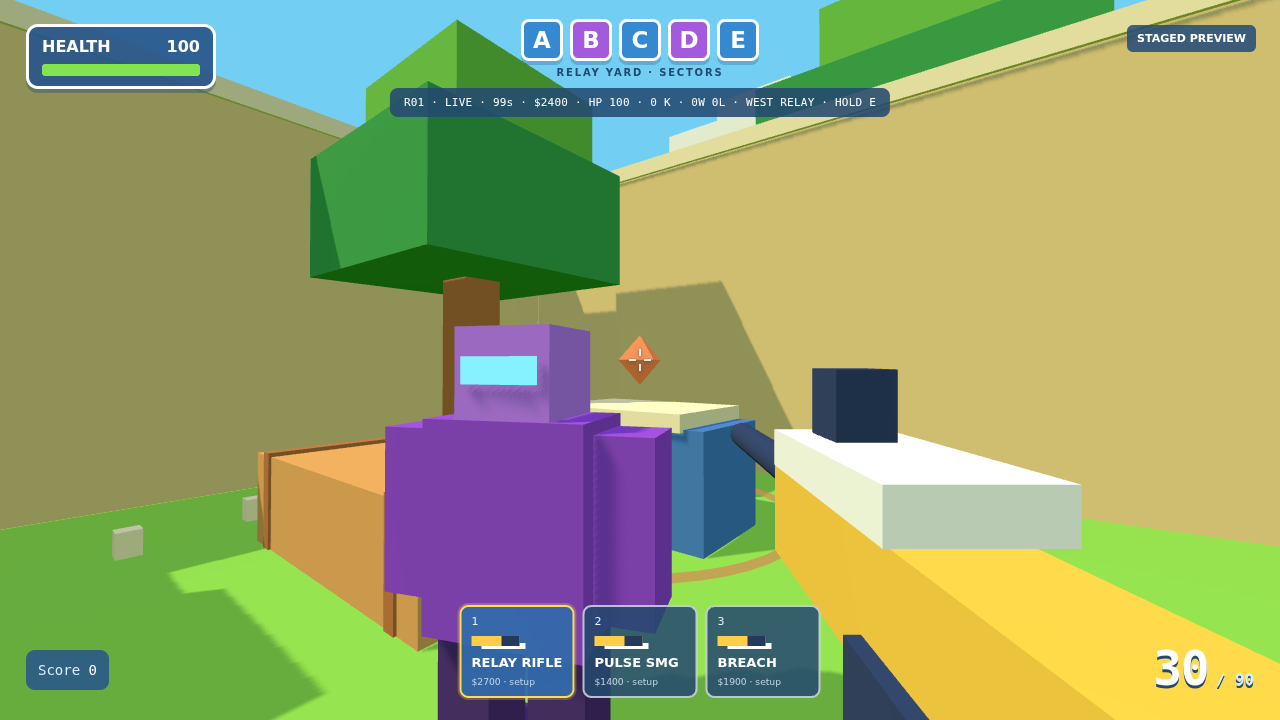 HEALTH 100
A B C D E
RELAY YARD · SECTORS
STAGED PREVIEW
R01 · LIVE · 99s · $2400 · HP 100 · 0 K · 0W 0L · WEST RELAY · HOLD E
1
RELAY RIFLE
$2700 · setup
2
PULSE SMG
$1400 · setup
3
BREACH
$1900 · setup
Score 0
30 / 90